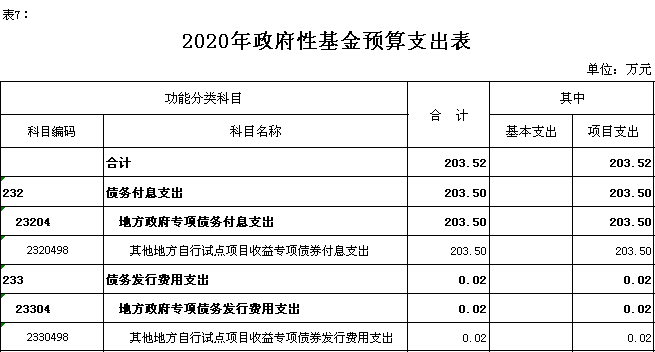 表7：
2020年政府性基金预算支出表
单位：万元
功能分类科目 合 计 其中
科目编码 科目名称 基本支出 项目支出
合计 203.52 203.52
232 债务付息支出 203.50 203.50
23204 地方政府专项债务付息支出 203.50 203.50
2320498 其他地方自行试点项目收益专项债券付息支出 203.50 203.50
233 债务发行费用支出 0.02 0.02
23304 地方政府专项债务发行费用支出 0.02 0.02
2330498 其他地方自行试点项目收益专项债券发行费用支出 0.02 0.02